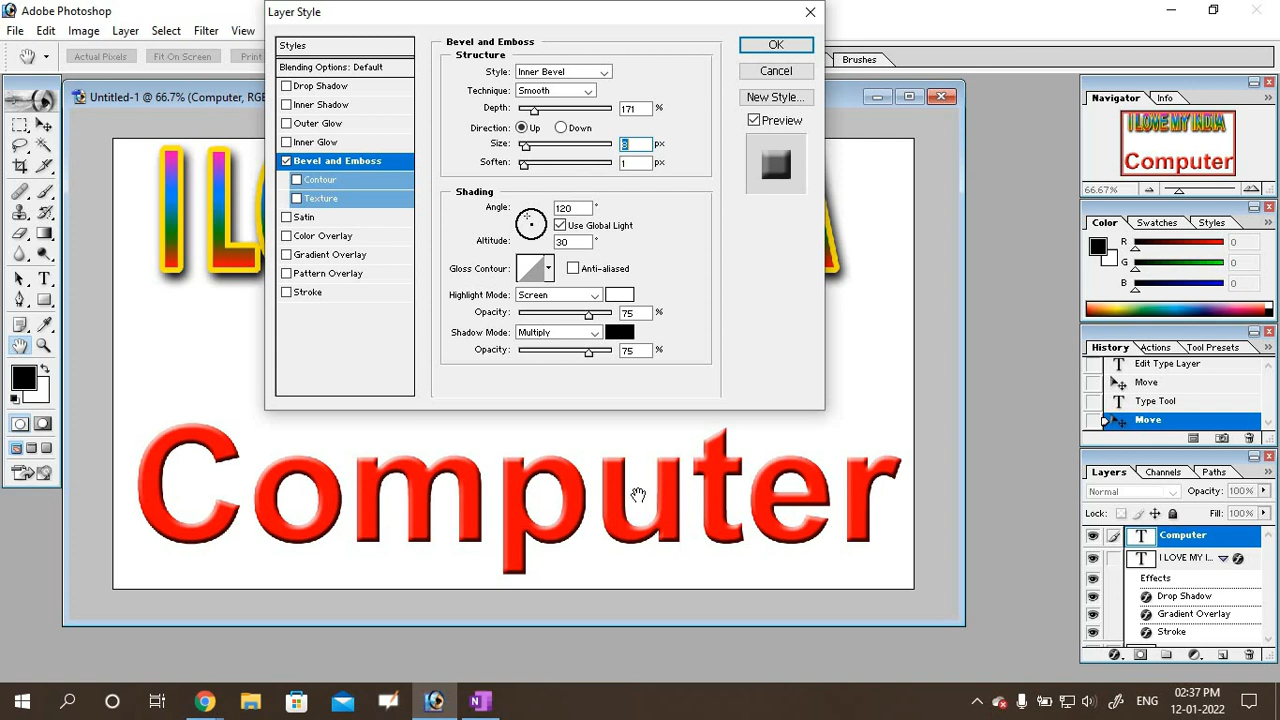 Adobe Photoshop
Layer Style
File Edit Image Layer Select Filter View
Actual Pixels Fit On Screen Print
Brushes
Untitled-1 @ 66.7% (Computer, RGB
Styles
Blending Options: Default
Drop Shadow
Inner Shadow
Outer Glow
Inner Glow
Bevel and Emboss
Contour
Texture
Satin
Color Overlay
Gradient Overlay
Pattern Overlay
Stroke
Bevel and Emboss
Structure
Style: Inner Bevel
Technique: Smooth
Depth: 171 %
Direction: Up Down
Size: 8 px
Soften: 1 px
Shading
Angle: 120 °
Use Global Light
Altitude: 30 °
Gloss Contour: Anti-aliased
Highlight Mode: Screen
Opacity: 75 %
Shadow Mode: Multiply
Opacity: 75 %
OK
Cancel
New Style...
Preview
I L
A
Computer
Navigator Info
I LOVE MY INDIA
Computer
66.67%
Color Swatches Styles
R 0
G 0
B 0
History Actions Tool Presets
Edit Type Layer
Move
Type Tool
Move
Layers Channels Paths
Normal Opacity: 100%
Lock: Fill: 100%
T Computer
T I LOVE MY I...
Effects
Drop Shadow
Gradient Overlay
Stroke
ENG
02:37 PM
12-01-2022